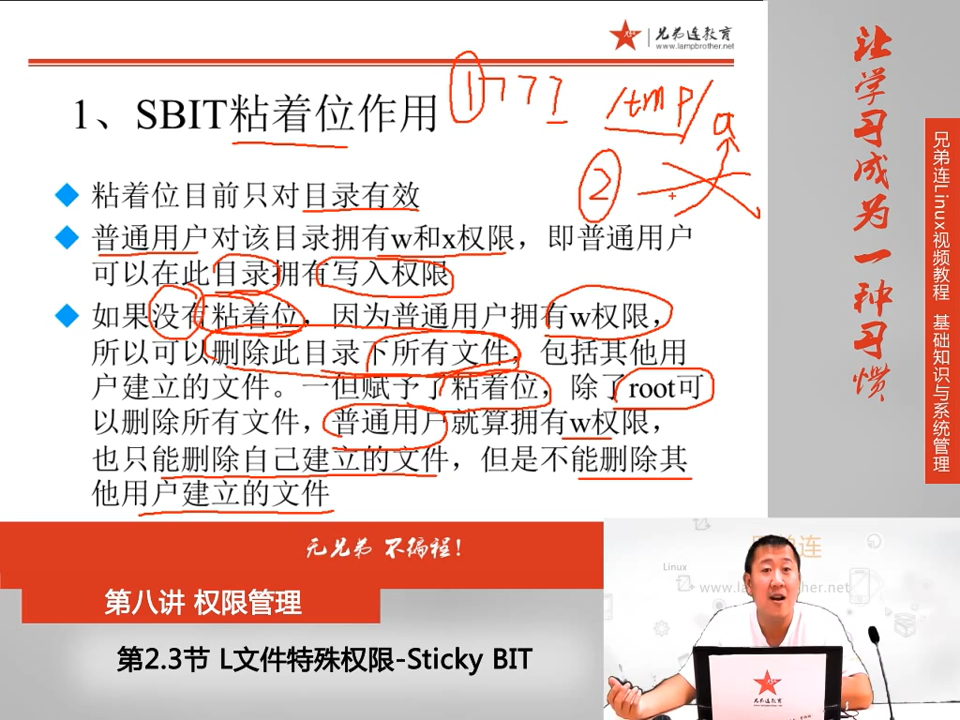 兄弟连教育
www.lampbrother.net
1、SBIT粘着位作用
1777
/tmp/
a
2
粘着位目前只对目录有效
普通用户对该目录拥有w和x权限，即普通用户
可以在此目录拥有写入权限
如果没有粘着位，因为普通用户拥有w权限，
所以可以删除此目录下所有文件，包括其他用
户建立的文件。一但赋予了粘着位，除了root可
以删除所有文件，普通用户就算拥有w权限，
也只能删除自己建立的文件，但是不能删除其
他用户建立的文件
让学习成为一种习惯
兄弟连Linux视频教程 基础知识与系统管理
无兄弟 不编程！
第八讲 权限管理
第2.3节 L文件特殊权限-Sticky BIT
Linux
兄弟连教育